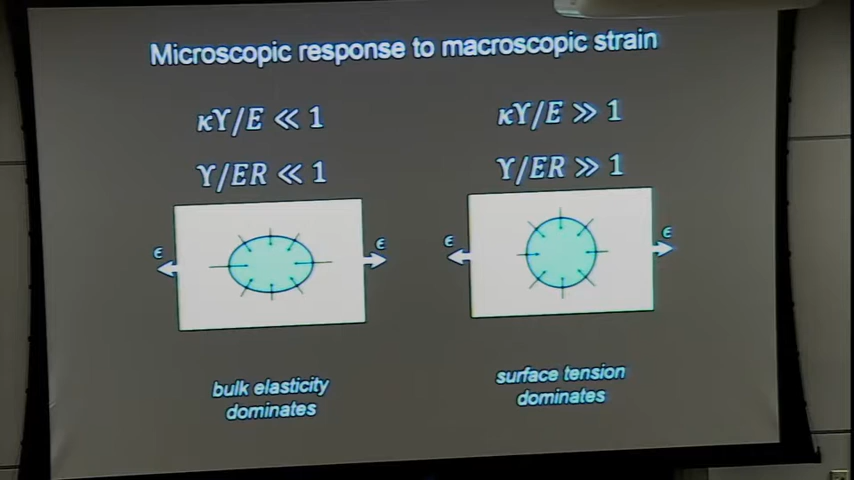 Microscopic response to macroscopic strain
κϒ/E ≪ 1
κϒ/E ≫ 1
ϒ/ER ≪ 1
ϒ/ER ≫ 1
ϵ
ϵ
ϵ
ϵ
bulk elasticity
dominates
surface tension
dominates